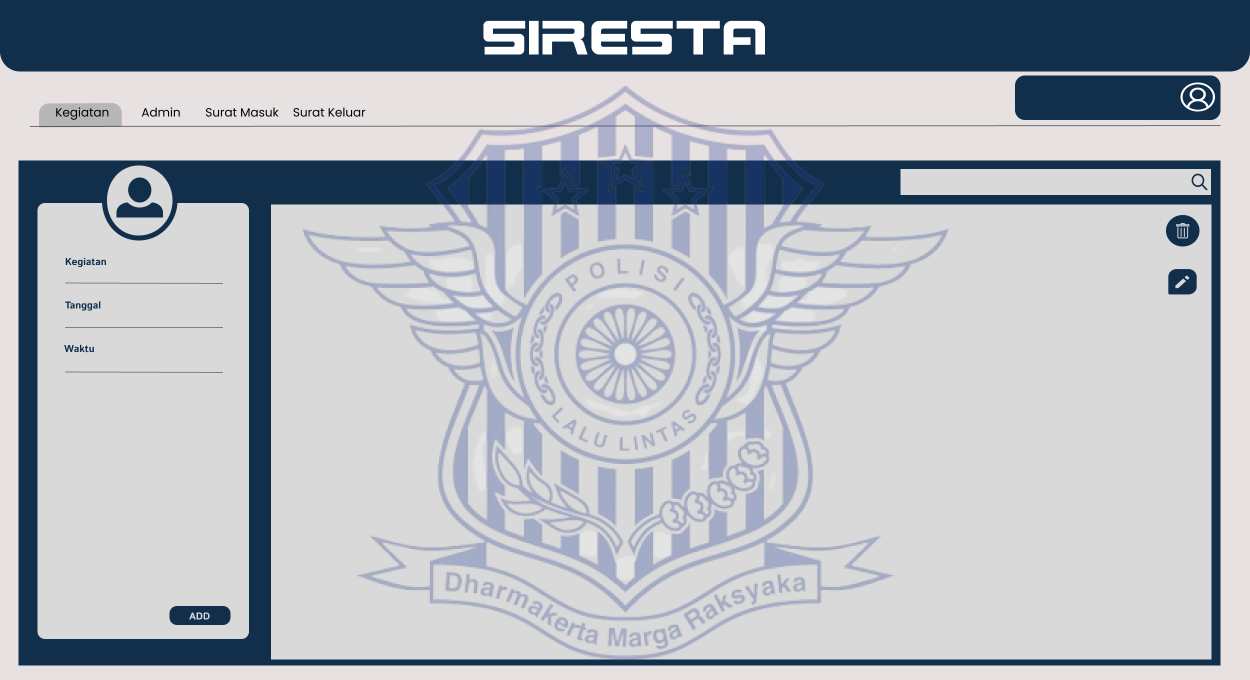 SIRESTA
Kegiatan Admin Surat Masuk Surat Keluar
Kegiatan
Tanggal
Waktu
ADD
POLISI
LALU LINTAS
Dharmakerta Marga Raksyaka